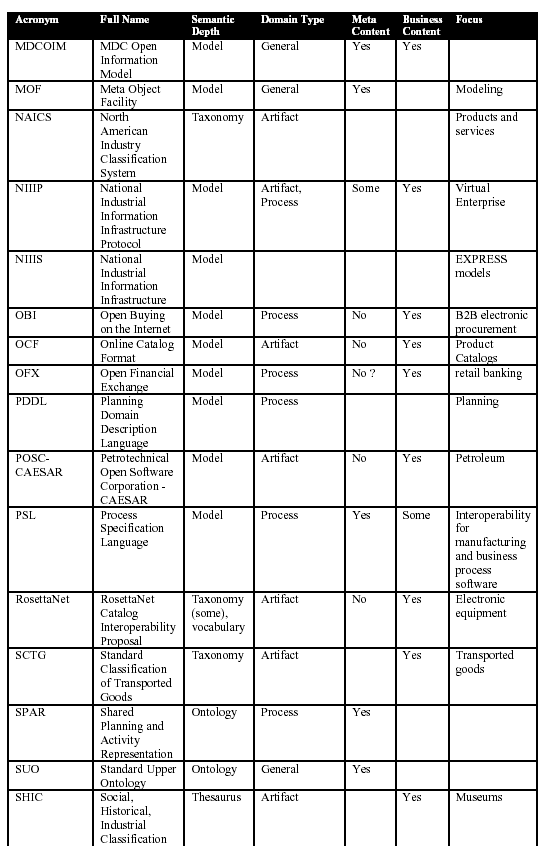 Acronym Full Name Semantic Depth Domain Type Meta Content Business Content Focus
MDCOIM MDC Open Information Model Model General Yes Yes
MOF Meta Object Facility Model General Yes Modeling
NAICS North American Industry Classification System Taxonomy Artifact Products and services
NIIIP National Industrial Information Infrastructure Protocol Model Artifact, Process Some Yes Virtual Enterprise
NIIIS National Industrial Information Infrastructure Model EXPRESS models
OBI Open Buying on the Internet Model Process No Yes B2B electronic procurement
OCF Online Catalog Format Model Artifact No Yes Product Catalogs
OFX Open Financial Exchange Model Process No ? Yes retail banking
PDDL Planning Domain Description Language Model Process Planning
POSC-CAESAR Petrotechnical Open Software Corporation - CAESAR Model Artifact No Yes Petroleum
PSL Process Specification Language Model Process Yes Some Interoperability for manufacturing and business process software
RosettaNet RosettaNet Catalog Interoperability Proposal Taxonomy (some), vocabulary Artifact No Yes Electronic equipment
SCTG Standard Classification of Transported Goods Taxonomy Artifact Yes Transported goods
SPAR Shared Planning and Activity Representation Ontology Process Yes
SUO Standard Upper Ontology Ontology General Yes
SHIC Social, Historical, Industrial Classification Thesaurus Artifact Yes Museums